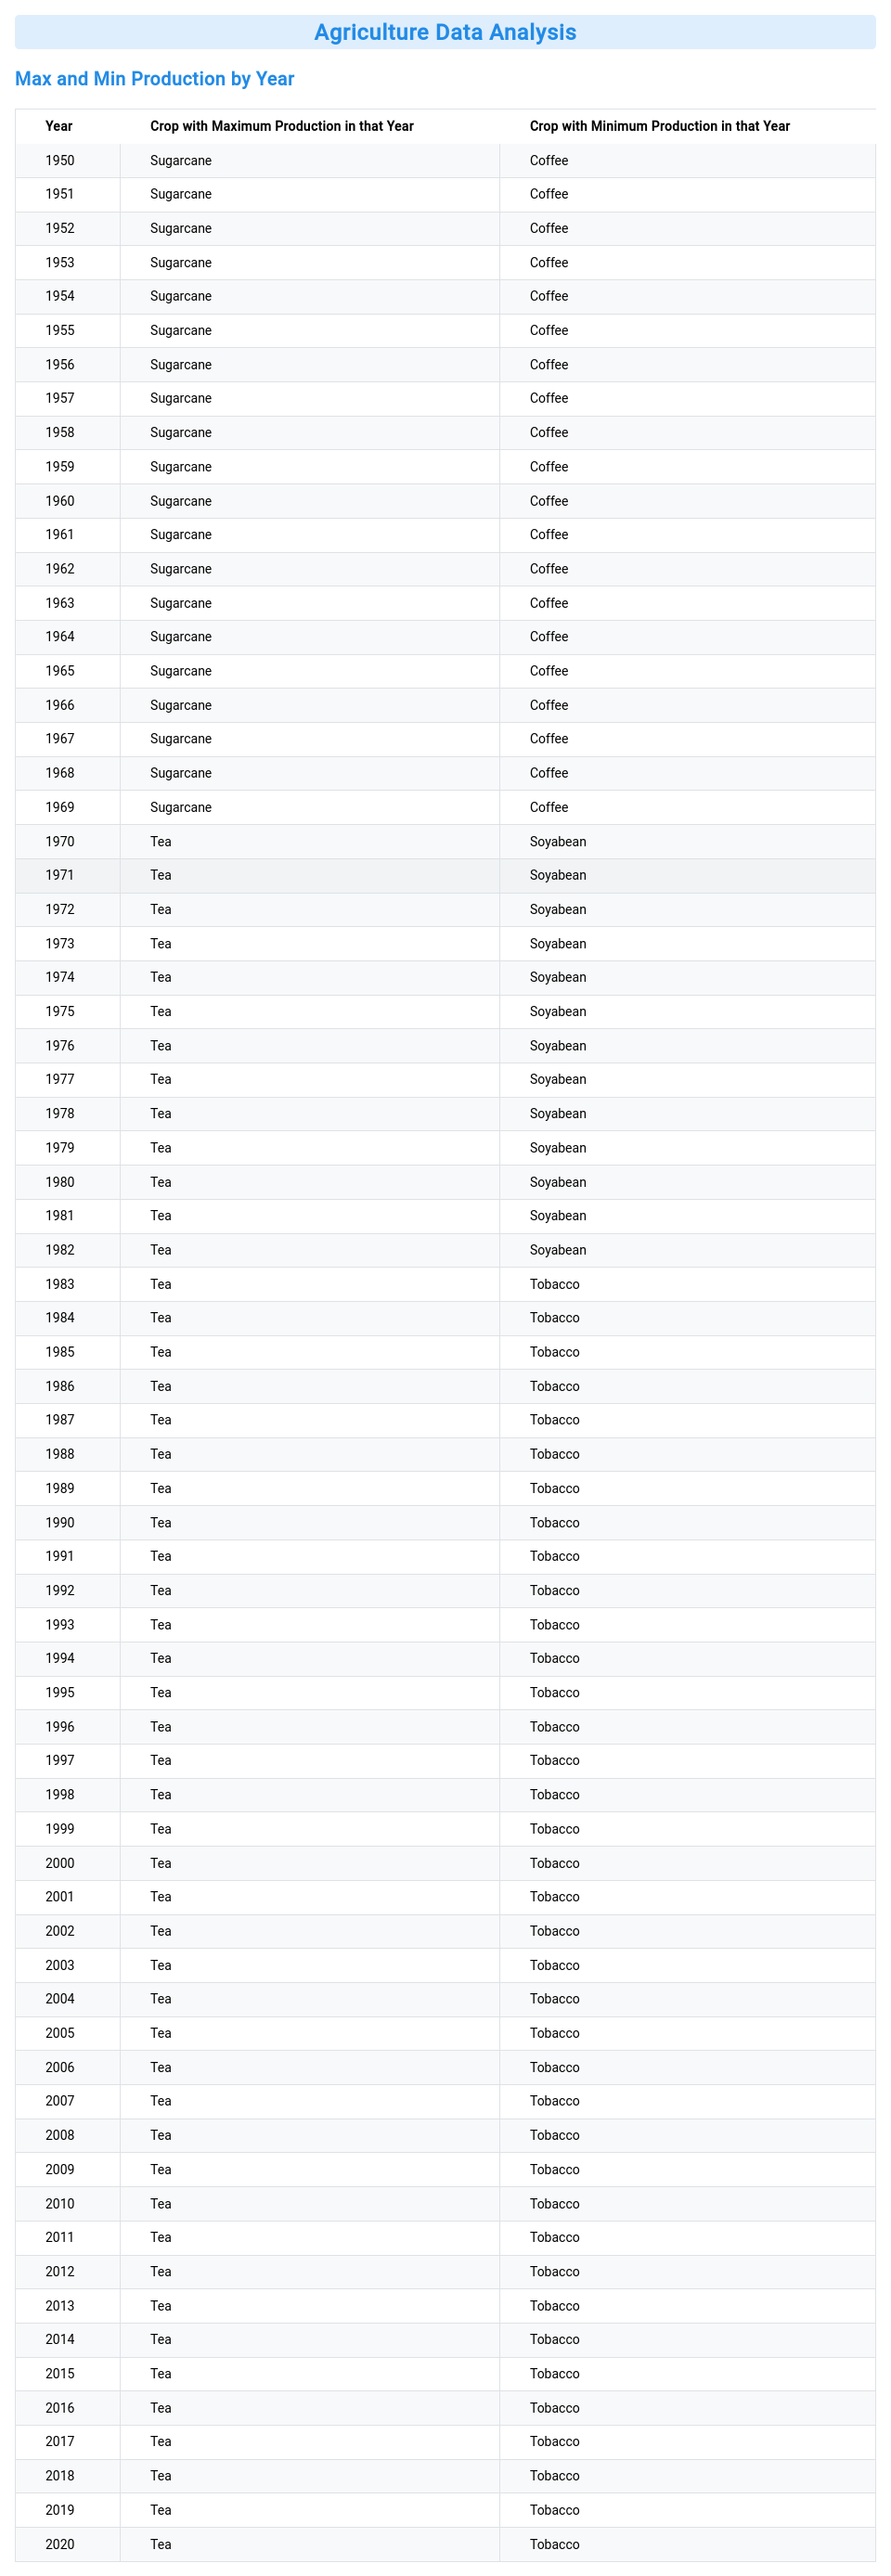 Agriculture Data Analysis
Max and Min Production by Year
Year Crop with Maximum Production in that Year Crop with Minimum Production in that Year
1950 Sugarcane Coffee
1951 Sugarcane Coffee
1952 Sugarcane Coffee
1953 Sugarcane Coffee
1954 Sugarcane Coffee
1955 Sugarcane Coffee
1956 Sugarcane Coffee
1957 Sugarcane Coffee
1958 Sugarcane Coffee
1959 Sugarcane Coffee
1960 Sugarcane Coffee
1961 Sugarcane Coffee
1962 Sugarcane Coffee
1963 Sugarcane Coffee
1964 Sugarcane Coffee
1965 Sugarcane Coffee
1966 Sugarcane Coffee
1967 Sugarcane Coffee
1968 Sugarcane Coffee
1969 Sugarcane Coffee
1970 Tea Soyabean
1971 Tea Soyabean
1972 Tea Soyabean
1973 Tea Soyabean
1974 Tea Soyabean
1975 Tea Soyabean
1976 Tea Soyabean
1977 Tea Soyabean
1978 Tea Soyabean
1979 Tea Soyabean
1980 Tea Soyabean
1981 Tea Soyabean
1982 Tea Soyabean
1983 Tea Tobacco
1984 Tea Tobacco
1985 Tea Tobacco
1986 Tea Tobacco
1987 Tea Tobacco
1988 Tea Tobacco
1989 Tea Tobacco
1990 Tea Tobacco
1991 Tea Tobacco
1992 Tea Tobacco
1993 Tea Tobacco
1994 Tea Tobacco
1995 Tea Tobacco
1996 Tea Tobacco
1997 Tea Tobacco
1998 Tea Tobacco
1999 Tea Tobacco
2000 Tea Tobacco
2001 Tea Tobacco
2002 Tea Tobacco
2003 Tea Tobacco
2004 Tea Tobacco
2005 Tea Tobacco
2006 Tea Tobacco
2007 Tea Tobacco
2008 Tea Tobacco
2009 Tea Tobacco
2010 Tea Tobacco
2011 Tea Tobacco
2012 Tea Tobacco
2013 Tea Tobacco
2014 Tea Tobacco
2015 Tea Tobacco
2016 Tea Tobacco
2017 Tea Tobacco
2018 Tea Tobacco
2019 Tea Tobacco
2020 Tea Tobacco